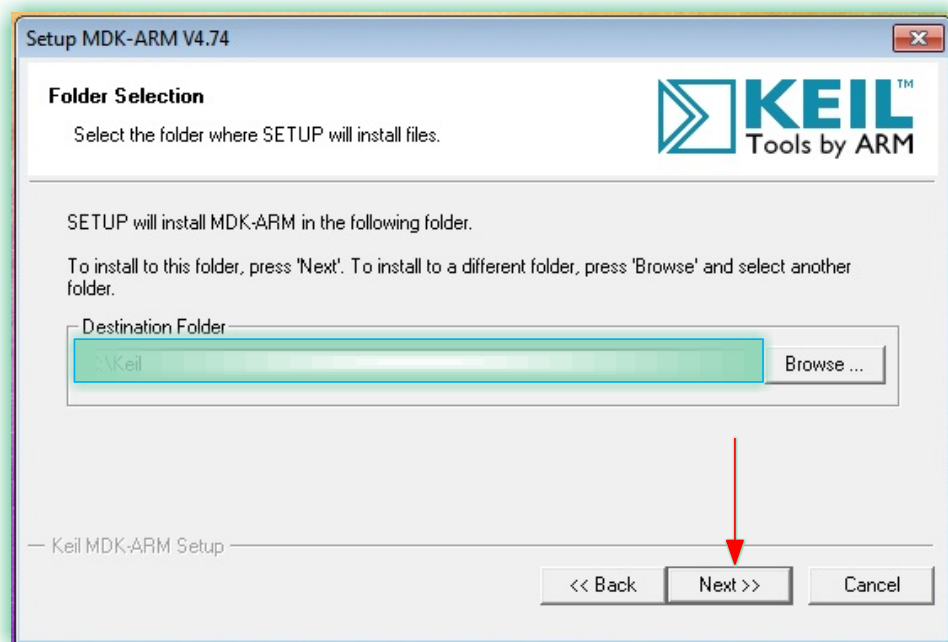 Setup MDK-ARM V4.74
Folder Selection
Select the folder where SETUP will install files.
KEIL™
Tools by ARM
SETUP will install MDK-ARM in the following folder.
To install to this folder, press 'Next'. To install to a different folder, press 'Browse' and select another
folder.
Destination Folder
:\Keil
Browse ...
Keil MDK-ARM Setup
<< Back
Next >>
Cancel